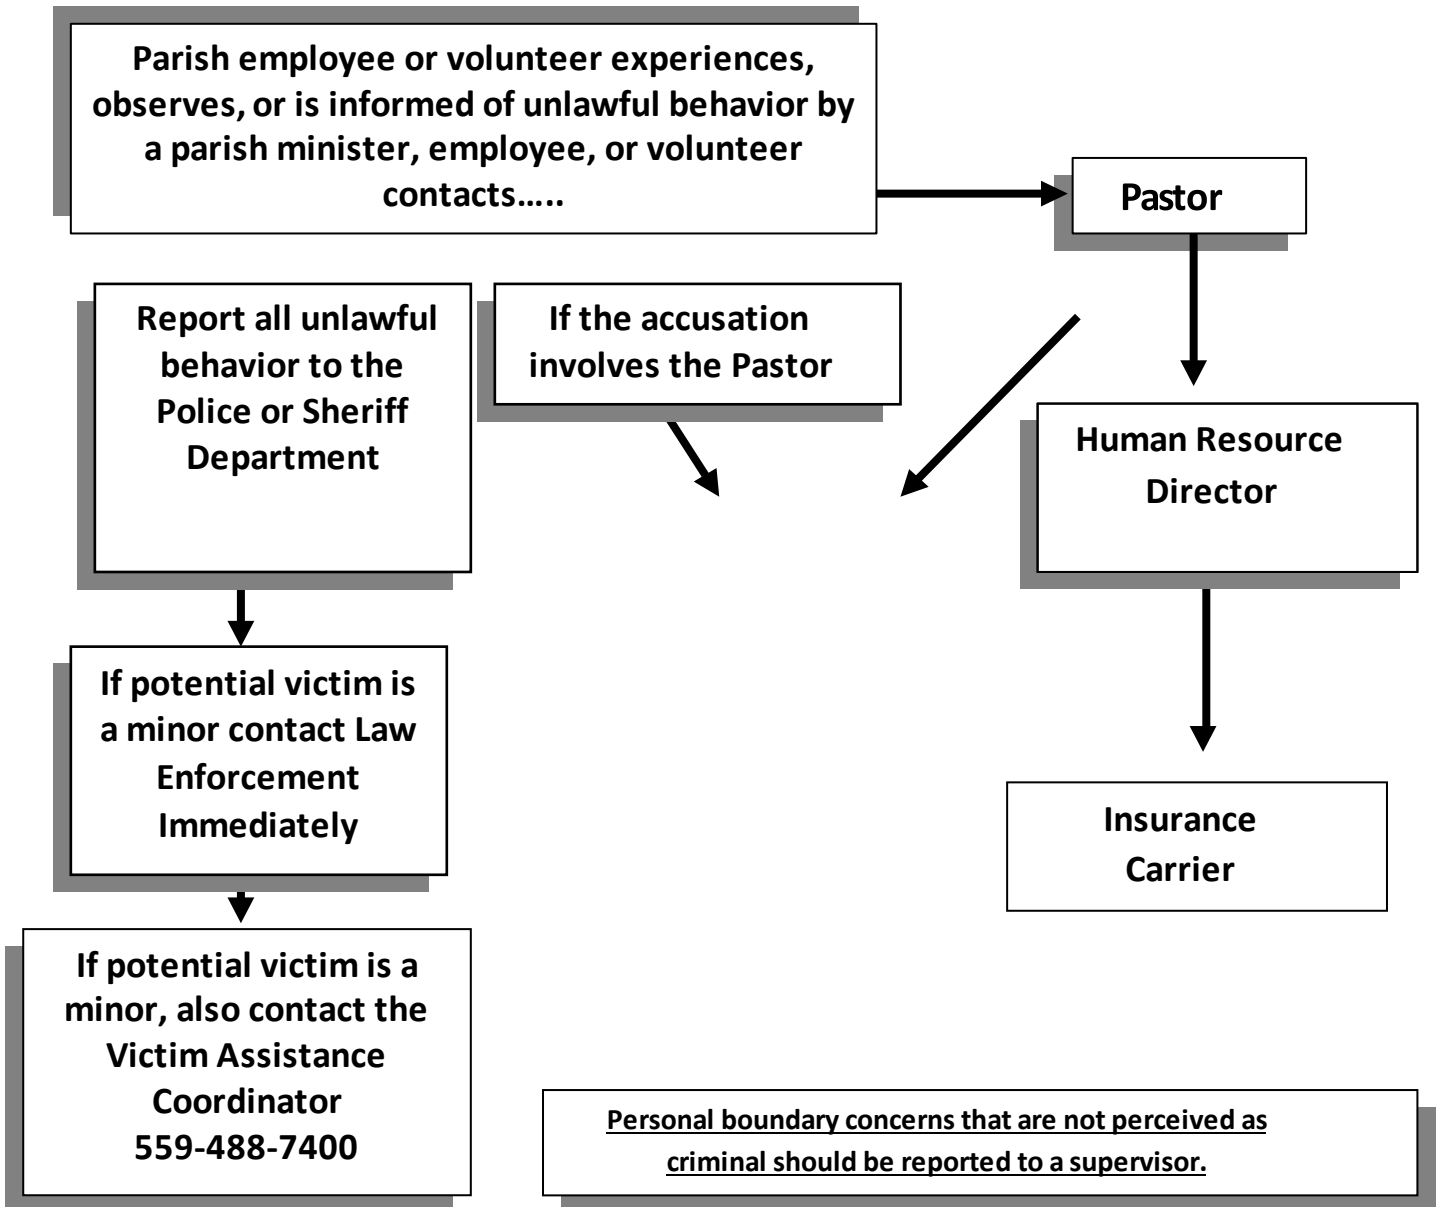 Parish employee or volunteer experiences,
observes, or is informed of unlawful behavior by
a parish minister, employee, or volunteer
contacts…..
Pastor
Report all unlawful
behavior to the
Police or Sheriff
Department
If the accusation
involves the Pastor
Human Resource
Director
If potential victim is
a minor contact Law
Enforcement
Immediately
Insurance
Carrier
If potential victim is a
minor, also contact the
Victim Assistance
Coordinator
559-488-7400
Personal boundary concerns that are not perceived as
criminal should be reported to a supervisor.